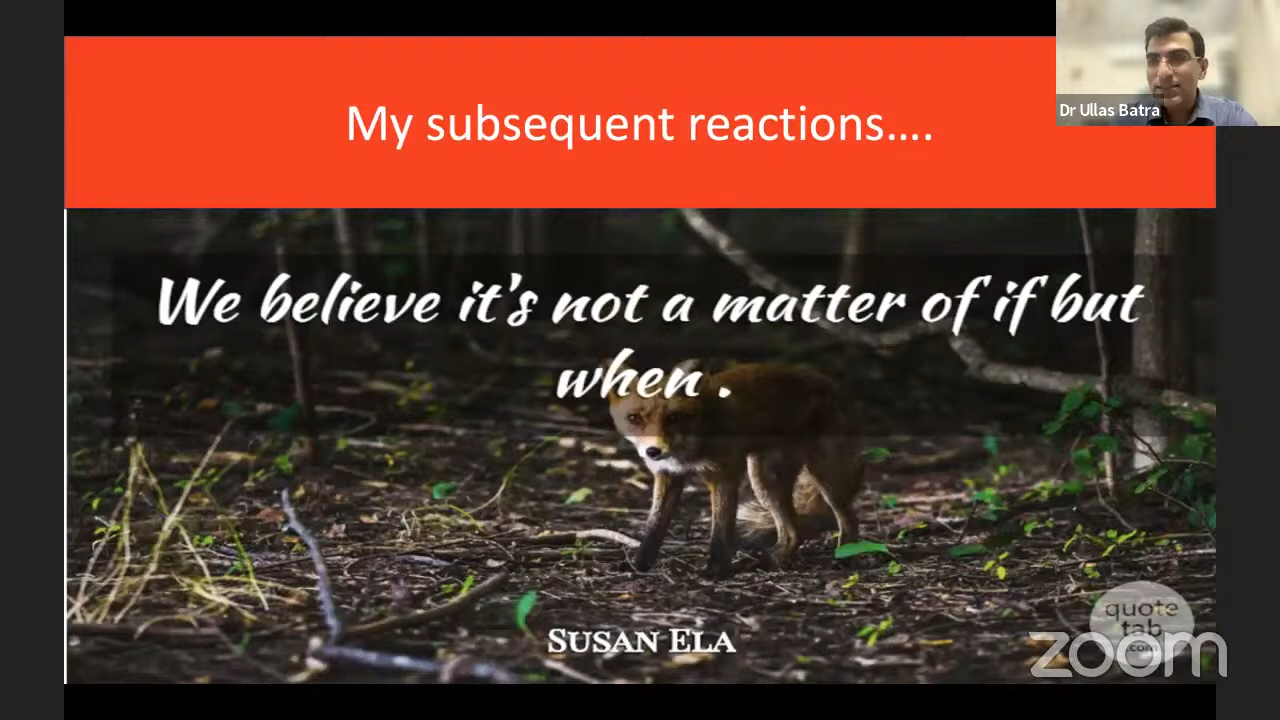 My subsequent reactions….
Dr Ullas Batra
We believe it's not a matter of if but
when .
SUSAN ELA
quote
tab
.com
zoom